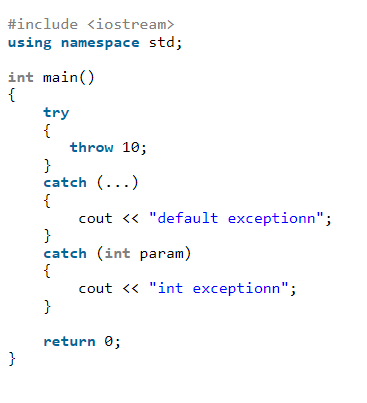 #include <iostream>
using namespace std;
int main()
{
try
{
throw 10;
}
catch (...)
{
cout << "default exceptionn";
}
catch (int param)
{
cout << "int exceptionn";
}
return 0;
}